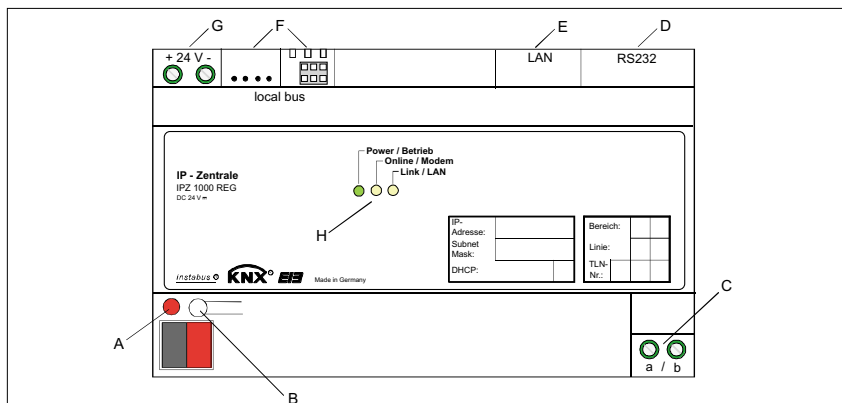 G F E D
+ 24 V -
LAN
RS232
local bus
Power / Betrieb
Online / Modem
Link / LAN
IP - Zentrale
IPZ 1000 REG
DC 24 V
H
IP-
Adresse:
Subnet
Mask:
DHCP:
Bereich:
Linie:
TLN-
Nr.:
instabus
KNX
EIB
Made in Germany
C
A
B
a / b